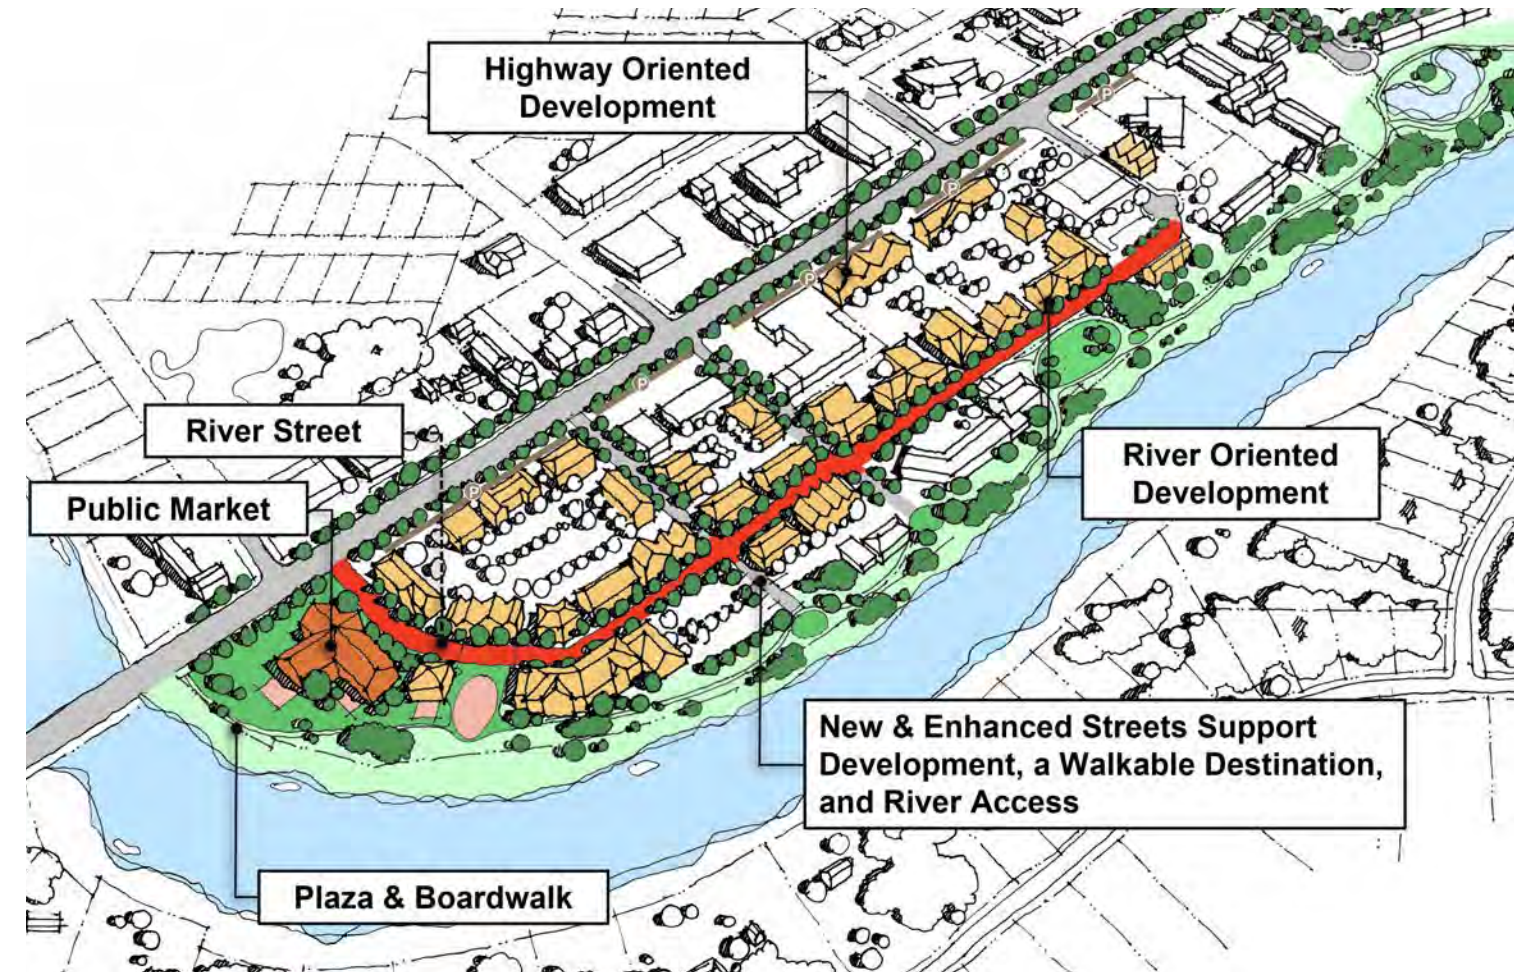 Highway Oriented
Development
P
P
P
P
P
River Street
Public Market
River Oriented
Development
New & Enhanced Streets Support
Development, a Walkable Destination,
and River Access
Plaza & Boardwalk